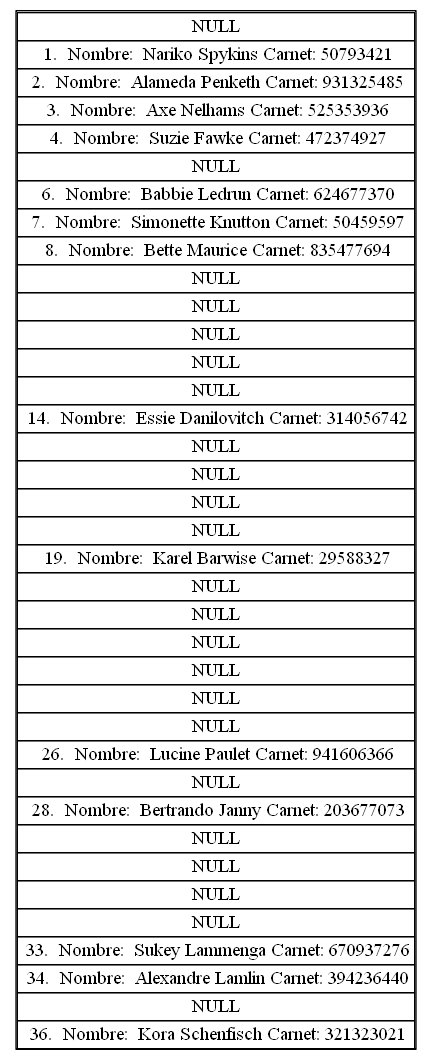 NULL
1. Nombre: Nariko Spykins Carnet: 50793421
2. Nombre: Alameda Penketh Carnet: 931325485
3. Nombre: Axe Nelhams Carnet: 525353936
4. Nombre: Suzie Fawke Carnet: 472374927
NULL
6. Nombre: Babbie Ledrun Carnet: 624677370
7. Nombre: Simonette Knutton Carnet: 50459597
8. Nombre: Bette Maurice Carnet: 835477694
NULL
NULL
NULL
NULL
NULL
14. Nombre: Essie Danilovitch Carnet: 314056742
NULL
NULL
NULL
NULL
19. Nombre: Karel Barwise Carnet: 29588327
NULL
NULL
NULL
NULL
NULL
NULL
26. Nombre: Lucine Paulet Carnet: 941606366
NULL
28. Nombre: Bertrando Janny Carnet: 203677073
NULL
NULL
NULL
NULL
33. Nombre: Sukey Lammenga Carnet: 670937276
34. Nombre: Alexandre Lamlin Carnet: 394236440
NULL
36. Nombre: Kora Schenfisch Carnet: 321323021